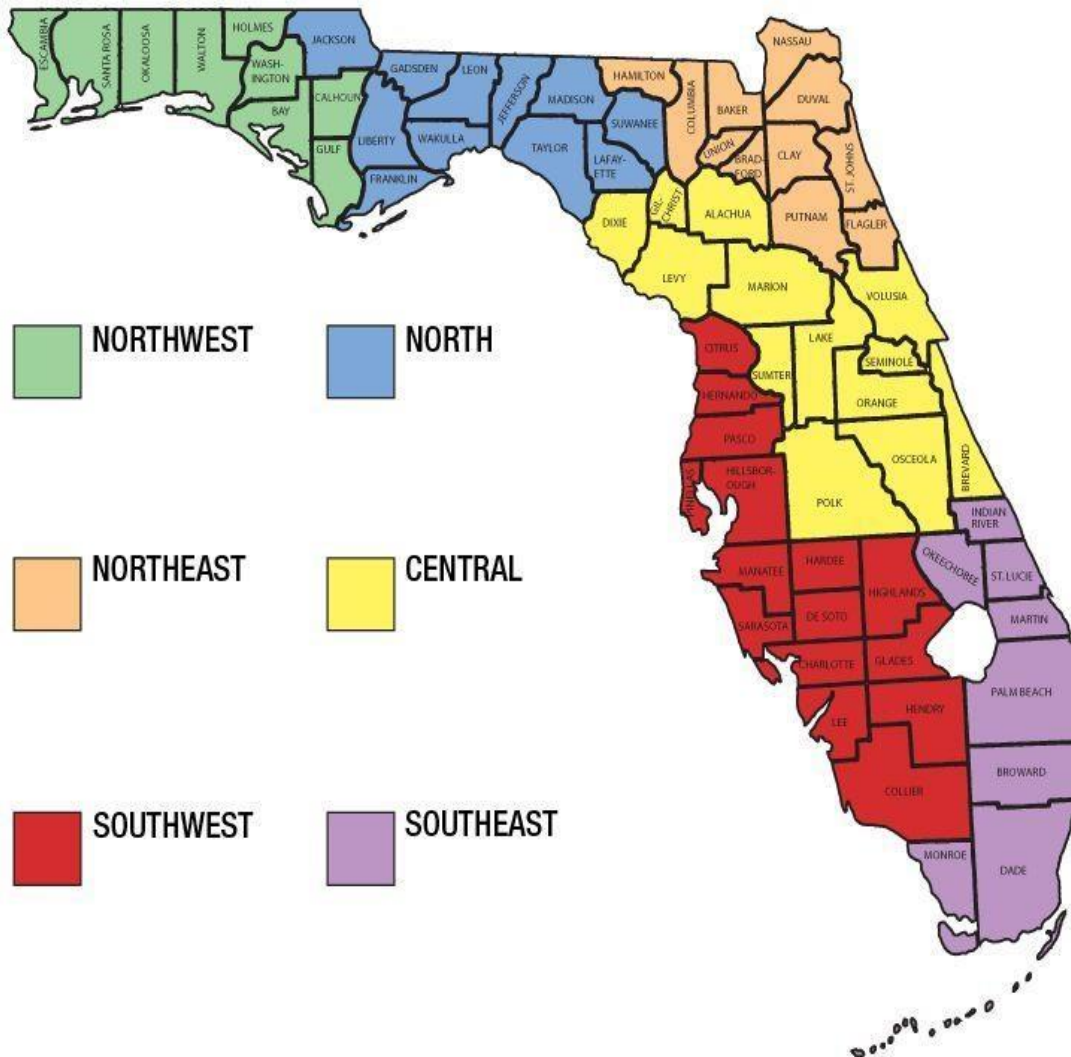 ESCAMBIA
SANTA ROSA
OKALOOSA
WALTON
HOLMES
WASH-
INGTON
BAY
JACKSON
CALHOUN
GULF
GADSDEN
LIBERTY
FRANKLIN
LEON
WAKULLA
JEFFERSON
MADISON
TAYLOR
HAMILTON
SUWANEE
LAFAY-
ETTE
COLUMBIA
BAKER
NASSAU
DUVAL
UNION
BRAD-
FORD
CLAY
ST. JOHNS
PUTNAM
FLAGLER
DIXIE
GIL-
CHRIST
ALACHUA
LEVY
MARION
VOLUSIA
NORTHWEST
NORTH
CITRUS
SUMTER
LAKE
SEMINOLE
HERNANDO
ORANGE
PASCO
PINELLAS
HILLSBOR-
OUGH
POLK
OSCEOLA
BREVARD
INDIAN
RIVER
NORTHEAST
CENTRAL
MANATEE
HARDEE
HIGHLANDS
OKEECHOBEE
ST. LUCIE
SARASOTA
DE SOTO
MARTIN
CHARLOTTE
GLADES
PALM BEACH
LEE
HENDRY
BROWARD
COLLIER
SOUTHWEST
SOUTHEAST
MONROE
DADE